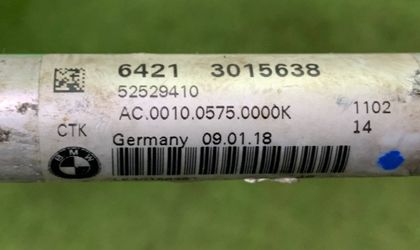 6421 3015638
52529410
AC.0010.0575.0000K 1102
CTK 14
Germany 09.01.18
BMW